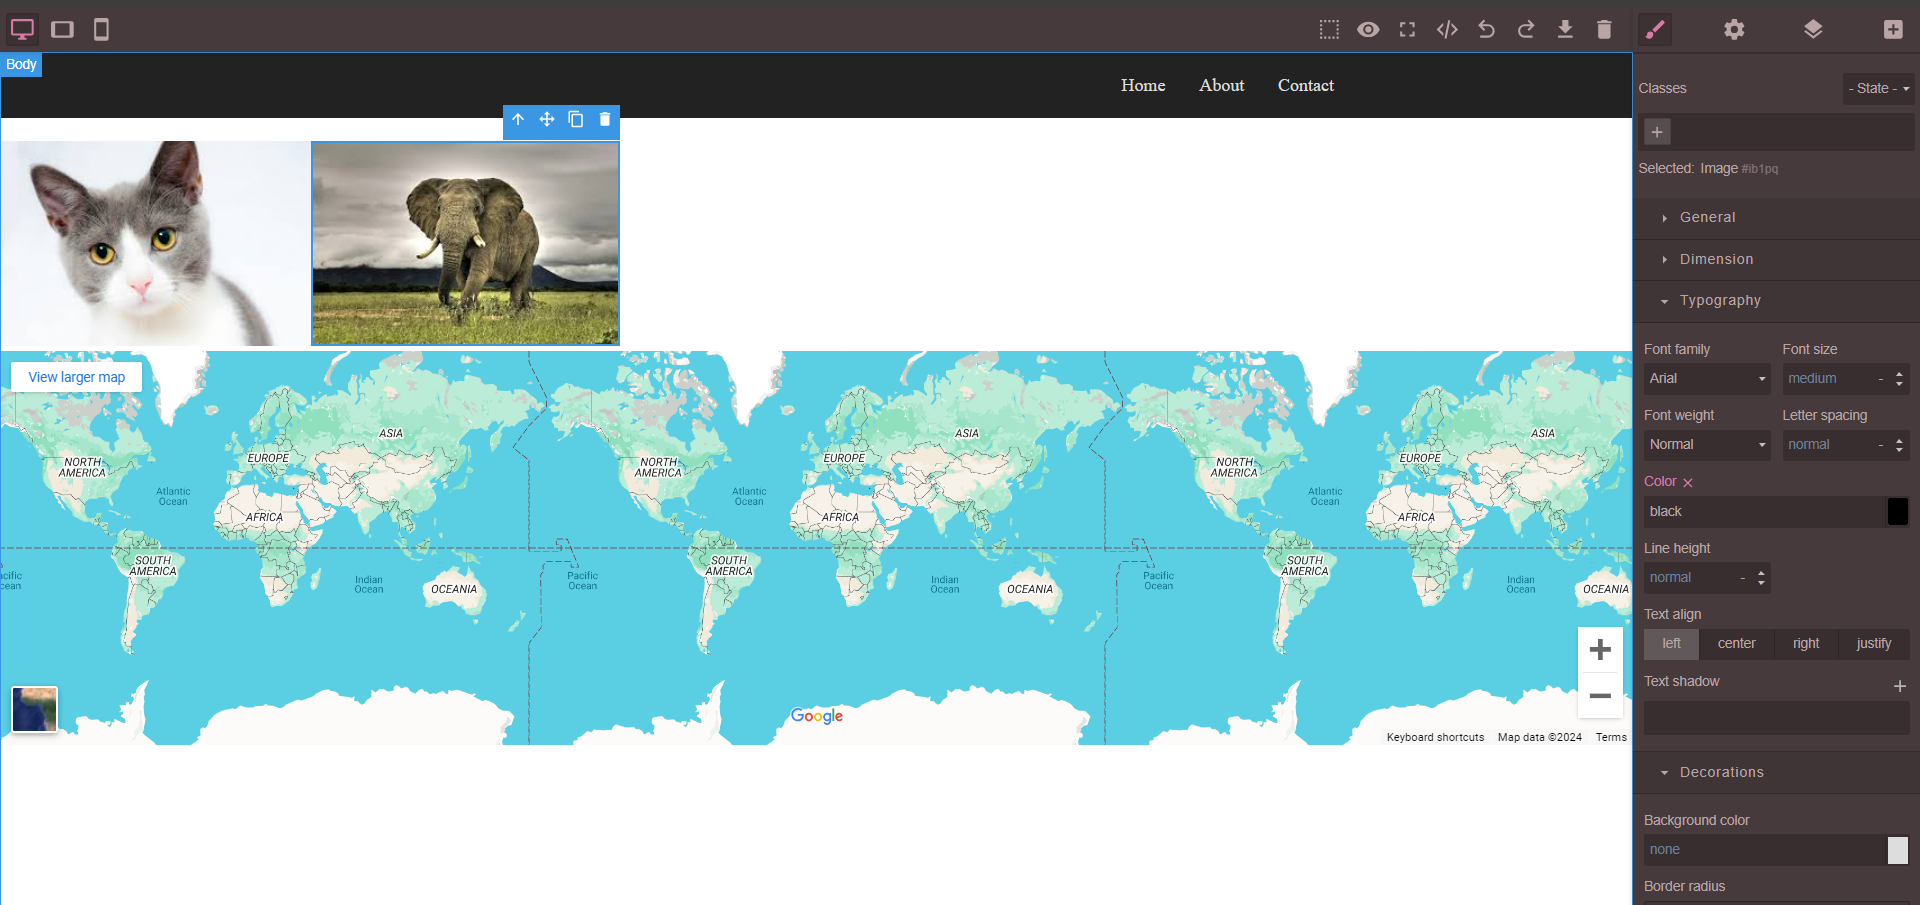 Body
Home About Contact
Classes
- State -
Selected: Image #ib1pq
General
Dimension
Typography
Font family Font size
Arial medium -
Font weight Letter spacing
Normal normal -
Color
black
Line height
normal -
Text align
left center right justify
Text shadow
Decorations
Background color
none
Border radius
View larger map
ASIA
EUROPE
NORTH
AMERICA
Atlantic
Ocean
AFRICA
SOUTH
AMERICA
Indian
Ocean
OCEANIA
Pacific
Ocean
ASIA
EUROPE
NORTH
AMERICA
Atlantic
Ocean
AFRICA
SOUTH
AMERICA
Indian
Ocean
OCEANIA
Pacific
Ocean
ASIA
EUROPE
NORTH
AMERICA
Atlantic
Ocean
AFRICA
SOUTH
AMERICA
Indian
Ocean
OCEANIA
acific
cean
Google
Keyboard shortcuts Map data ©2024 Terms